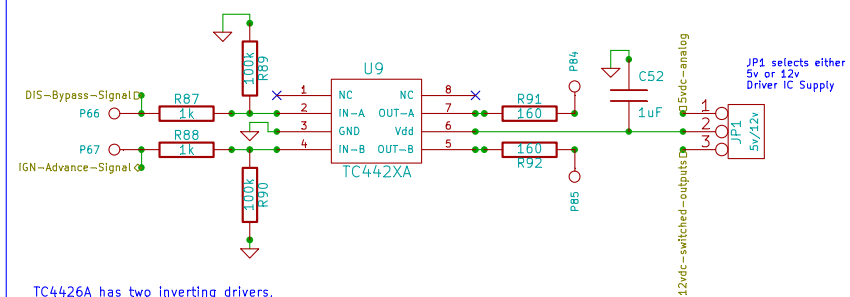 JP1 selects either
5v or 12v
Driver IC Supply
5vdc-analog
P84
C52
1uF
100k
R89
U9
DIS-Bypass-Signal
R87
1k
P66
1
NC
NC
8
2
IN-A
OUT-A
7
R91
160
3
GND
Vdd
6
4
IN-B
OUT-B
5
160
R92
TC442XA
R88
1k
P67
IGN-Advance-Signal
100k
R90
P85
1
2
3
JP1
5v/12v
12vdc-switched-outputs
TC4426A has two inverting drivers.